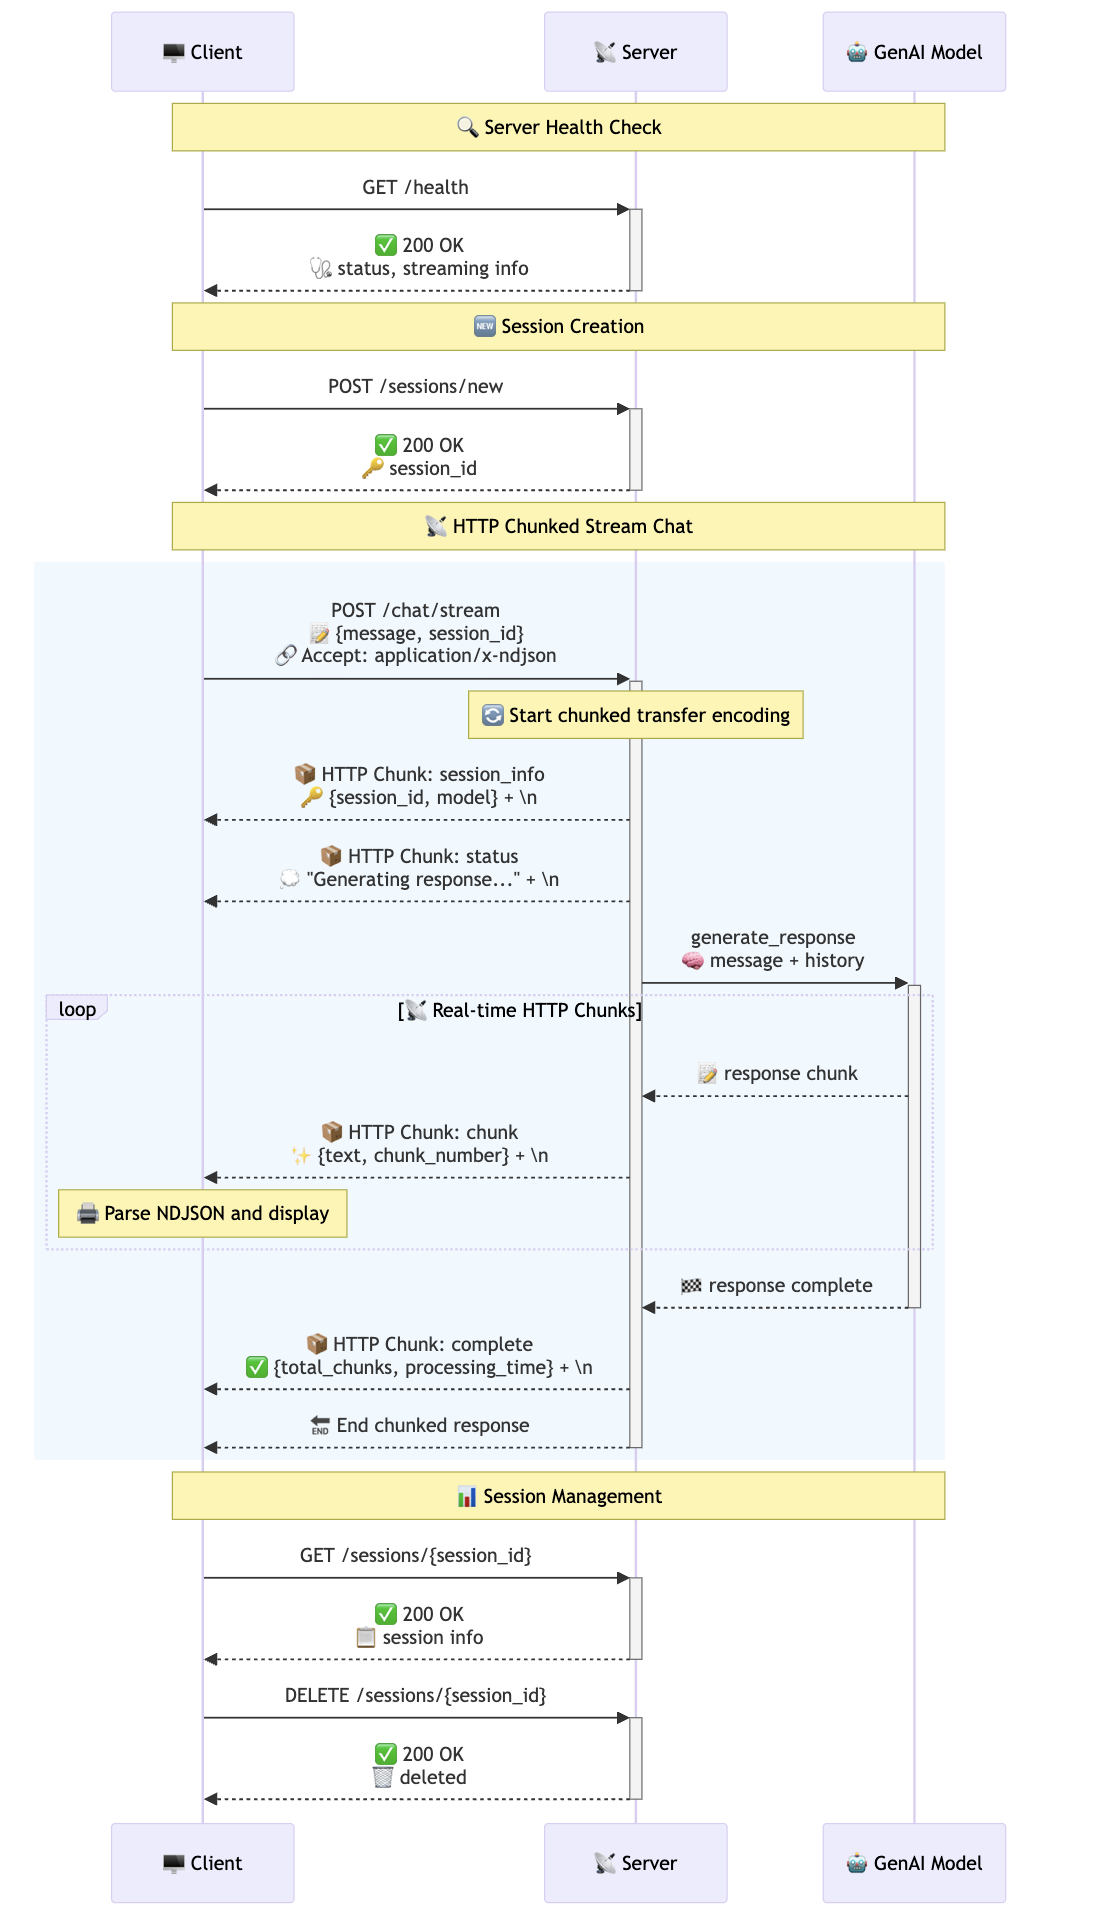 🖥️ Client
📡 Server
🤖 GenAI Model
🔍 Server Health Check
GET /health
✅ 200 OK
🩺 status, streaming info
🆕 Session Creation
POST /sessions/new
✅ 200 OK
🔑 session_id
📡 HTTP Chunked Stream Chat
POST /chat/stream
📝 {message, session_id}
🔗 Accept: application/x-ndjson
🔄 Start chunked transfer encoding
📦 HTTP Chunk: session_info
🔑 {session_id, model} + \n
📦 HTTP Chunk: status
💭 "Generating response..." + \n
generate_response
🧠 message + history
loop
[📡 Real-time HTTP Chunks]
📝 response chunk
📦 HTTP Chunk: chunk
✨ {text, chunk_number} + \n
🖨️ Parse NDJSON and display
🏁 response complete
📦 HTTP Chunk: complete
✅ {total_chunks, processing_time} + \n
🔚 End chunked response
📊 Session Management
GET /sessions/{session_id}
✅ 200 OK
📋 session info
DELETE /sessions/{session_id}
✅ 200 OK
🗑️ deleted
🖥️ Client
📡 Server
🤖 GenAI Model